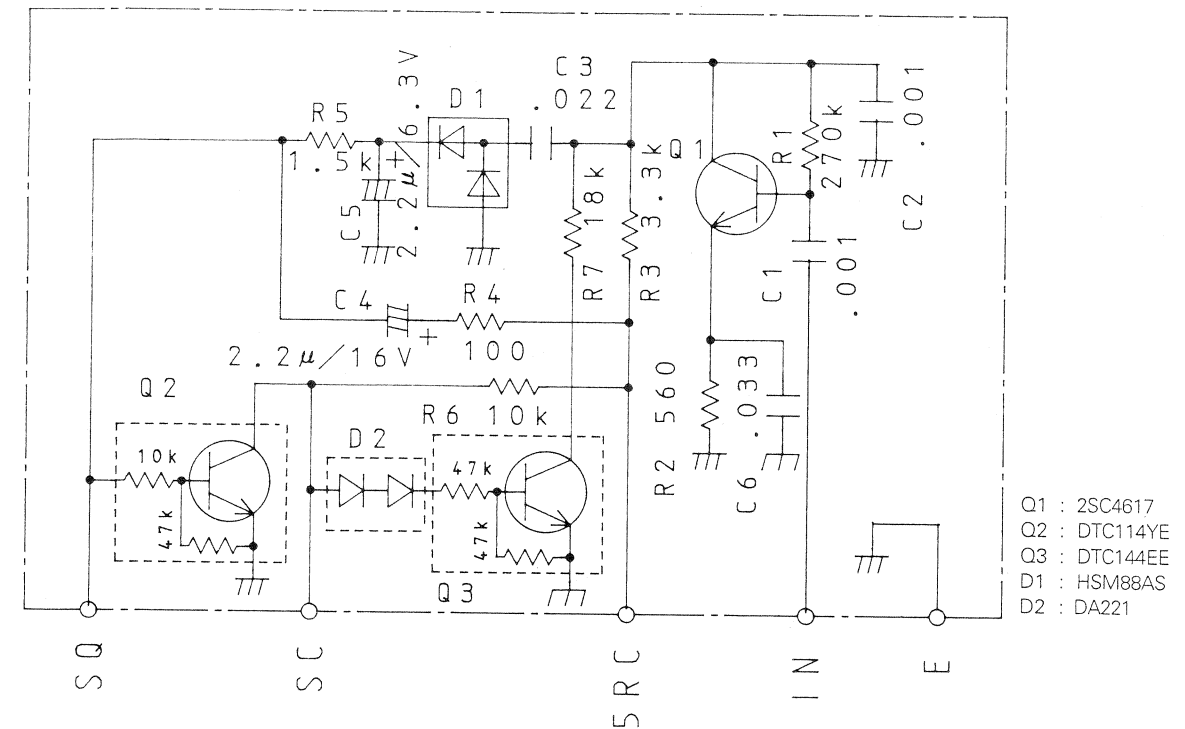 R5
1.5k
C5
+
2.2μ/6.3V
D1
C3
.022
R7 18k
R3 3.3k
Q1
R1
270k
C2 .001
C1
.001
C4
+
2.2μ/16V
R4
100
R6 10k
R2 560
C6 .033
Q2
10k
47k
D2
47k
47k
Q3
SQ
SC
5RC
IN
E
Q1 : 2SC4617
Q2 : DTC114YE
Q3 : DTC144EE
D1 : HSM88AS
D2 : DA221